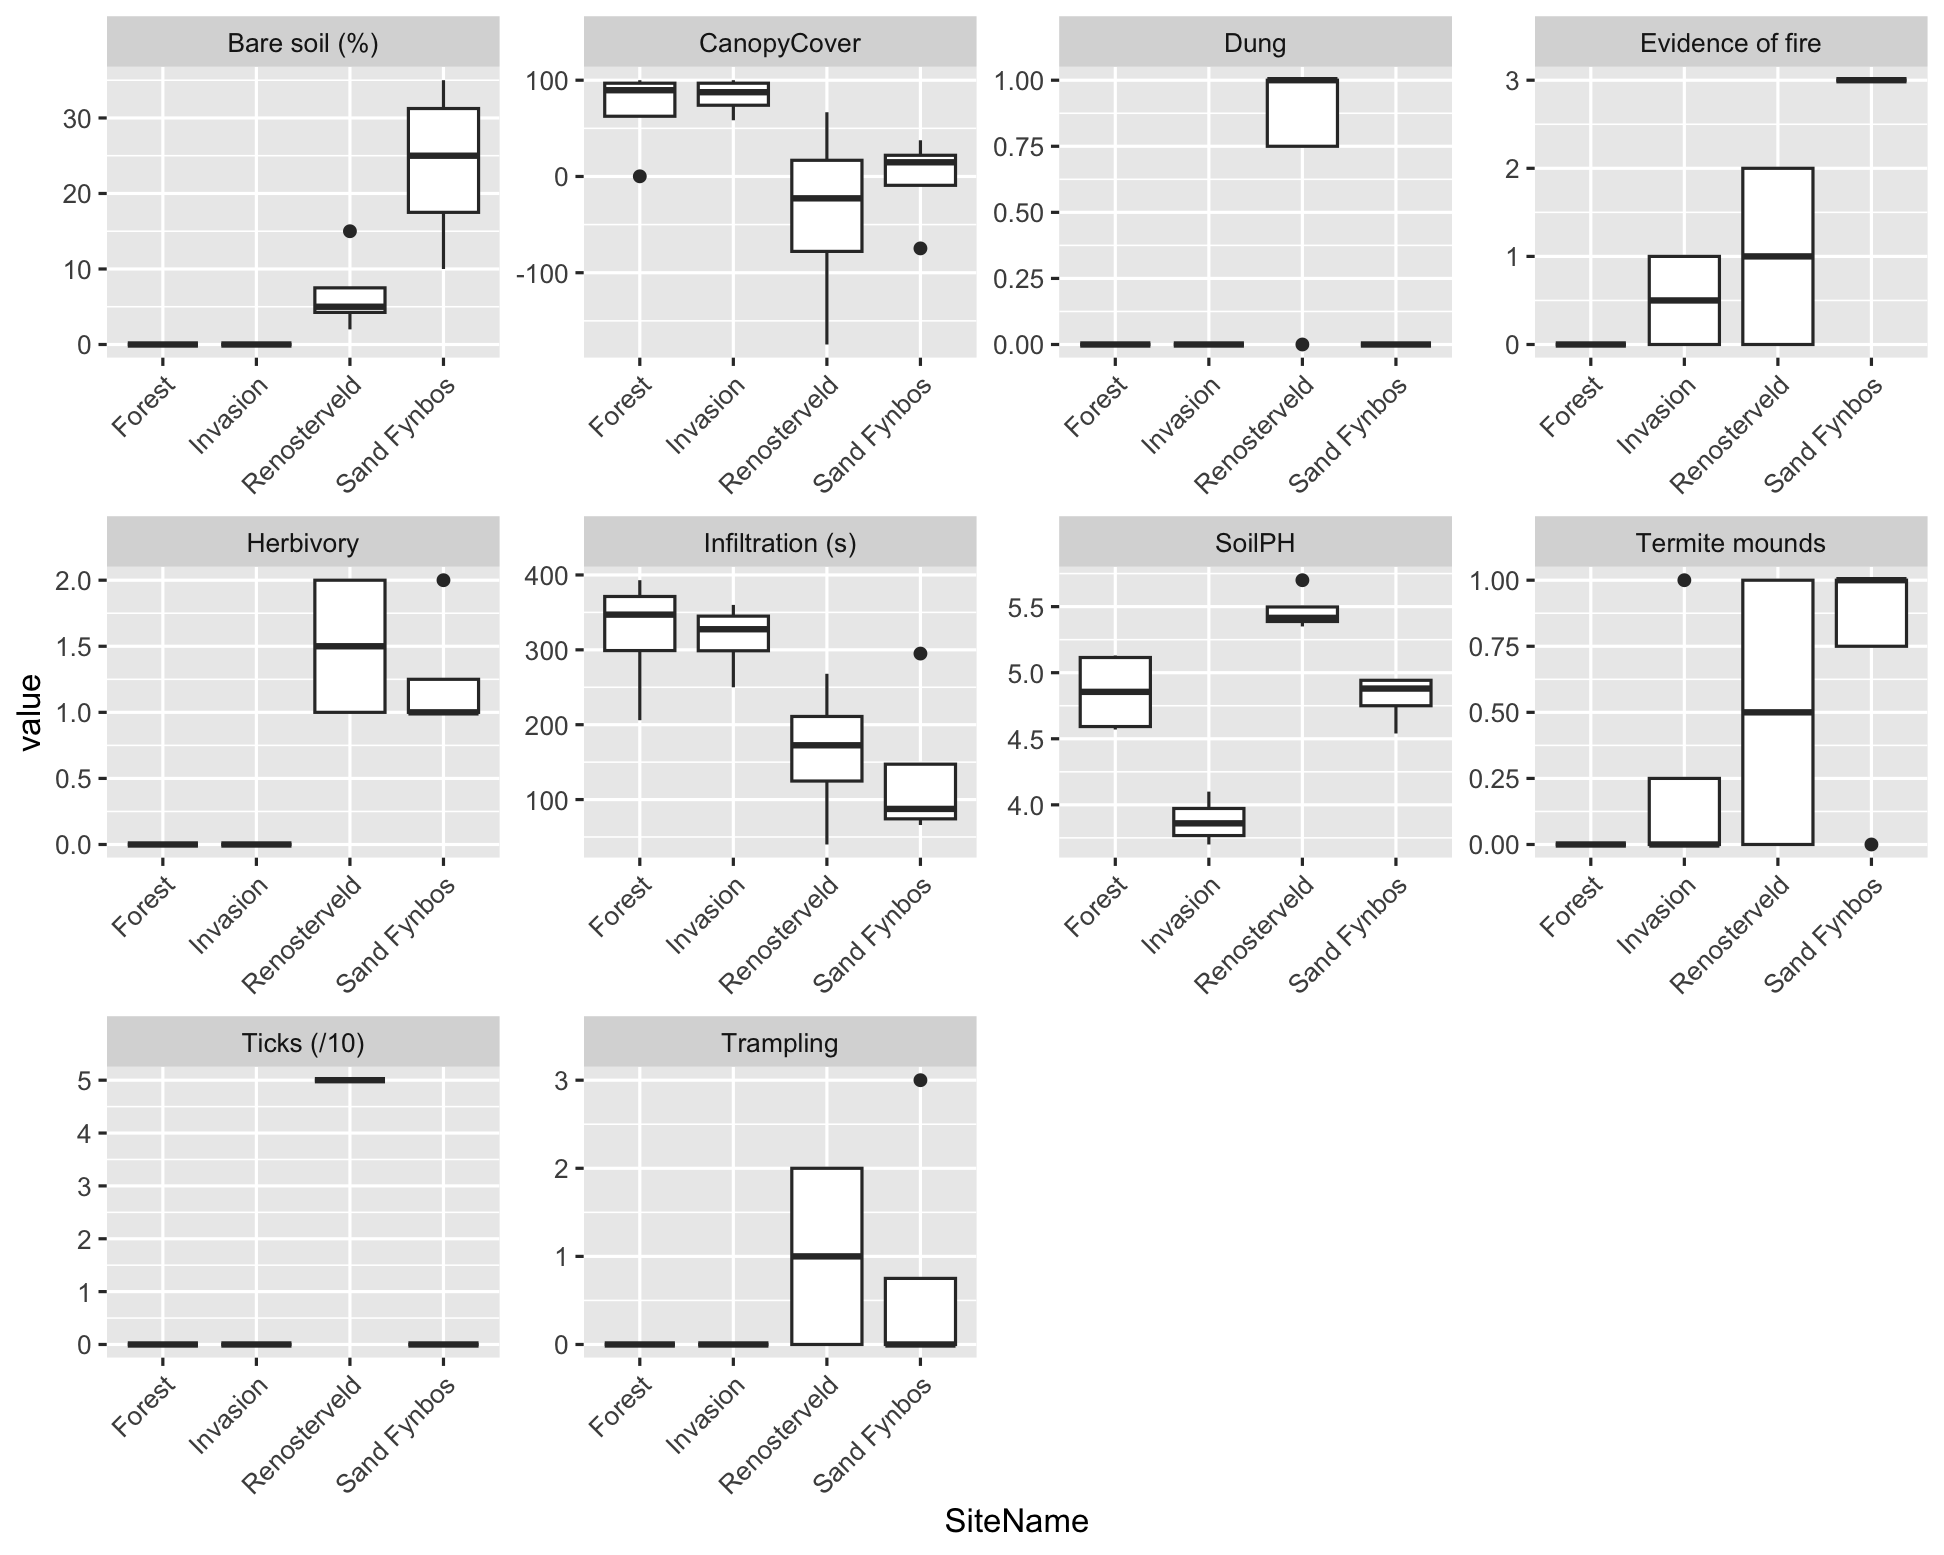 Bare soil (%) CanopyCover Dung Evidence of fire
30
20
10
0
100
0
-100
1.00
0.75
0.50
0.25
0.00
3
2
1
0
Forest Invasion Renosterveld Sand Fynbos
Forest Invasion Renosterveld Sand Fynbos
Forest Invasion Renosterveld Sand Fynbos
Forest Invasion Renosterveld Sand Fynbos
value
Herbivory Infiltration (s) SoilPH Termite mounds
2.0
1.5
1.0
0.5
0.0
400
300
200
100
5.5
5.0
4.5
4.0
1.00
0.75
0.50
0.25
0.00
Forest Invasion Renosterveld Sand Fynbos
Forest Invasion Renosterveld Sand Fynbos
Forest Invasion Renosterveld Sand Fynbos
Forest Invasion Renosterveld Sand Fynbos
Ticks (/10) Trampling
5
4
3
2
1
0
3
2
1
0
Forest Invasion Renosterveld Sand Fynbos
Forest Invasion Renosterveld Sand Fynbos
SiteName